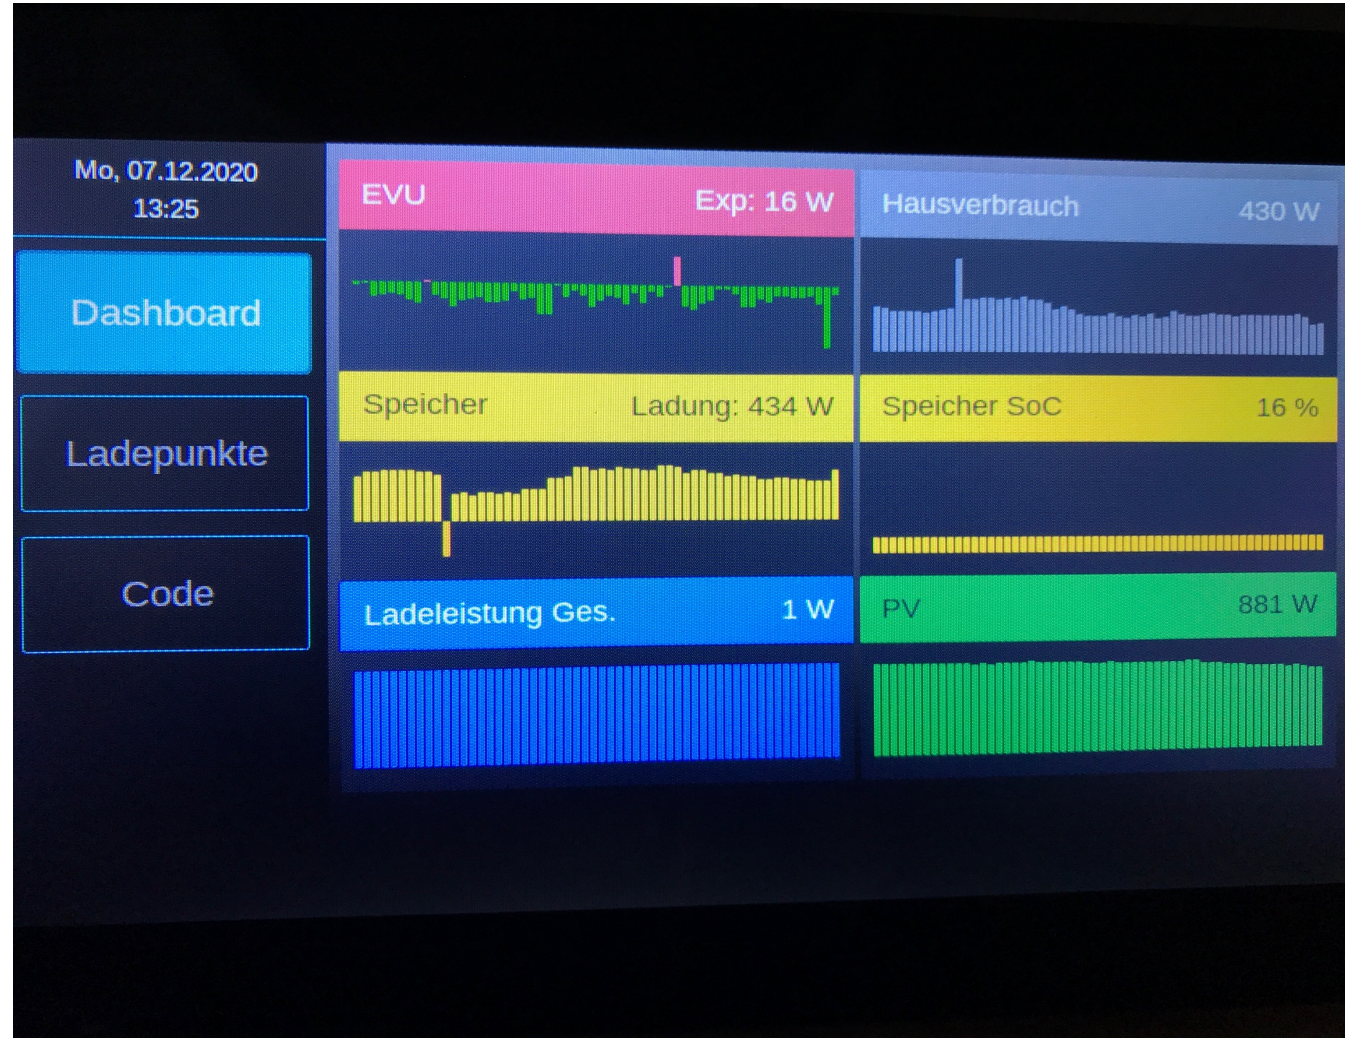 Mo, 07.12.2020
13:25
Dashboard
Ladepunkte
Code
EVU Exp: 16 W
Hausverbrauch 430 W
Speicher Ladung: 434 W
Speicher SoC 16 %
Ladeleistung Ges. 1 W
PV 881 W